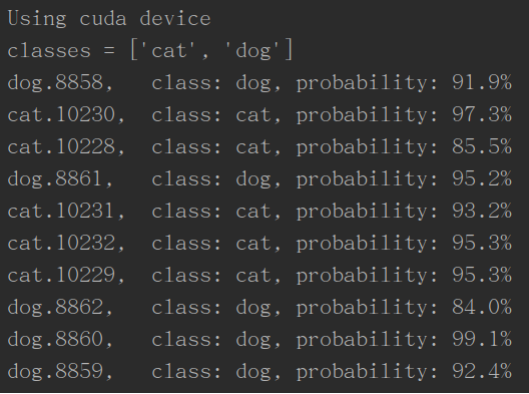 Using cuda device
classes = ['cat', 'dog']
dog.8858,   class: dog, probability: 91.9%
cat.10230,  class: cat, probability: 97.3%
cat.10228,  class: cat, probability: 85.5%
dog.8861,   class: dog, probability: 95.2%
cat.10231,  class: cat, probability: 93.2%
cat.10232,  class: cat, probability: 95.3%
cat.10229,  class: cat, probability: 95.3%
dog.8862,   class: dog, probability: 84.0%
dog.8860,   class: dog, probability: 99.1%
dog.8859,   class: dog, probability: 92.4%